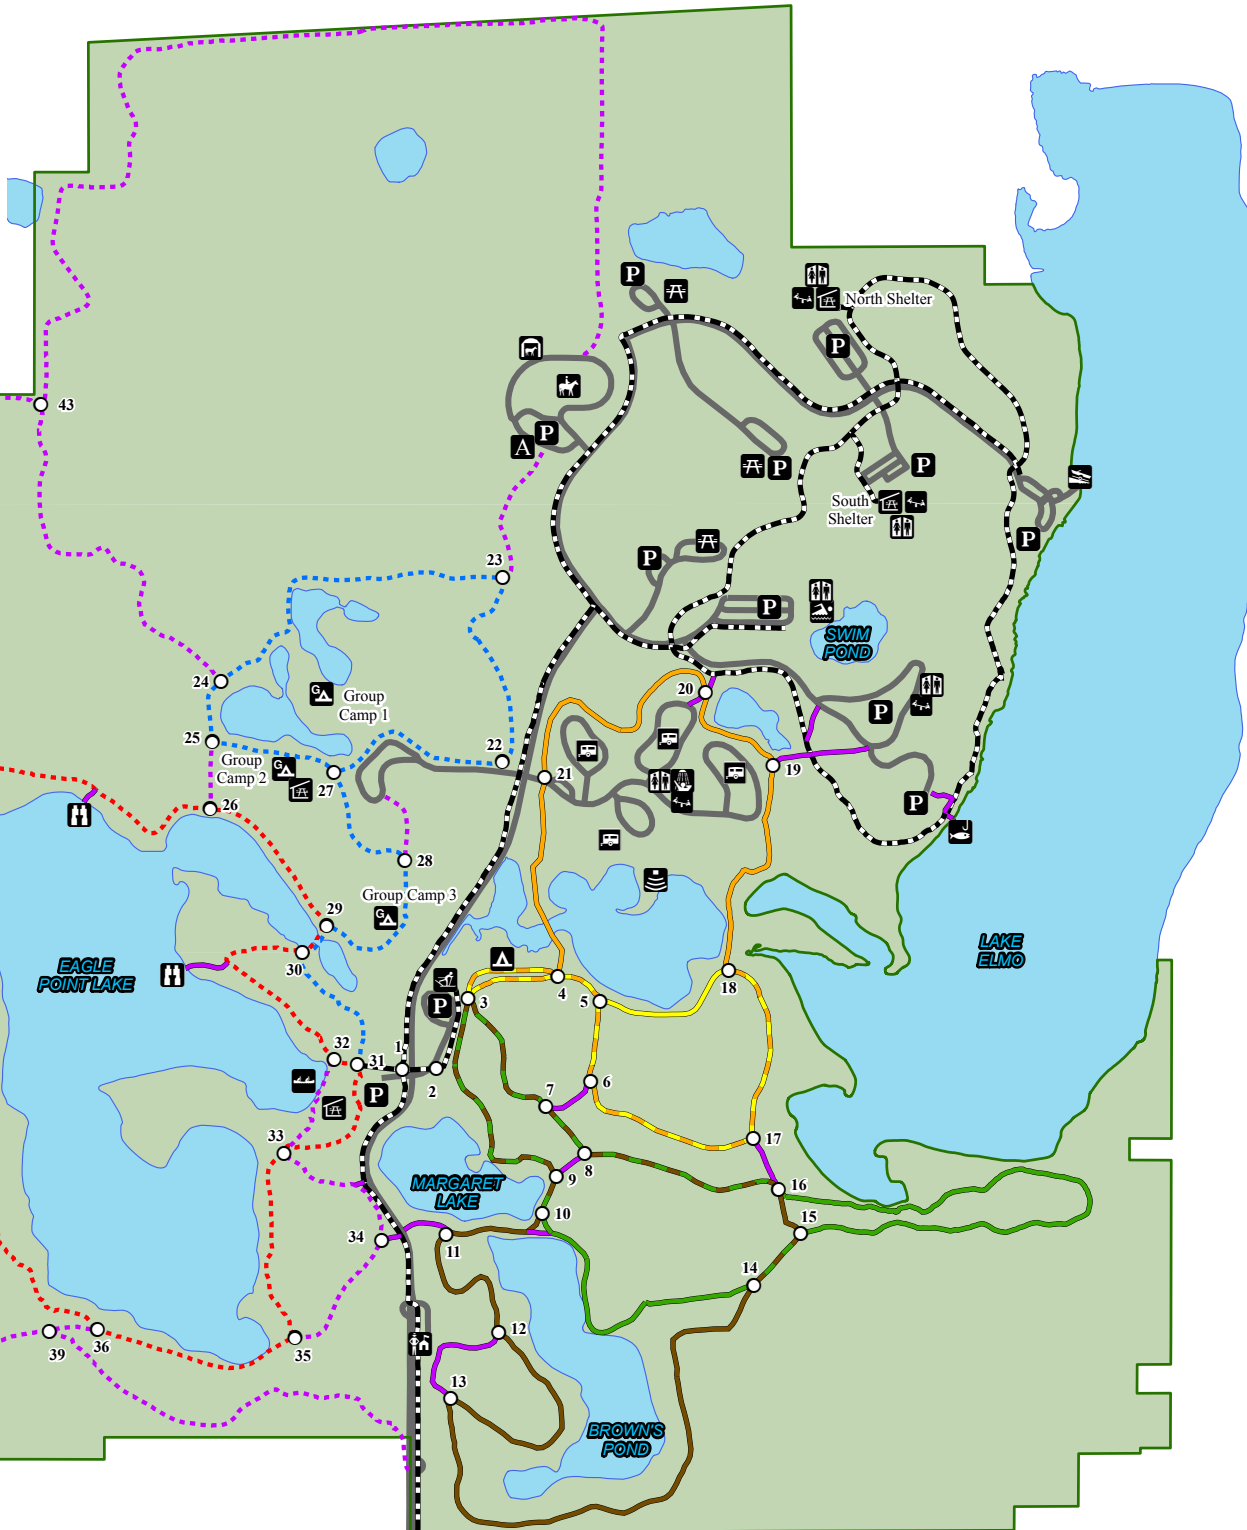 P
North Shelter
P
43
A
P
P
P
South
Shelter
P
P
23
P
SWIM
POND
24
G
Group
Camp 1
20
P
25
22
Group
Camp 2
G
27
21
19
26
P
28
Group Camp 3
G
29
30
EAGLE
POINT LAKE
LAKE
ELMO
3
4
5
18
P
32
31
1
2
P
6
7
33
17
8
9
MARGARET
LAKE
16
10
15
34
11
14
12
39
36
35
13
BROWN'S
POND